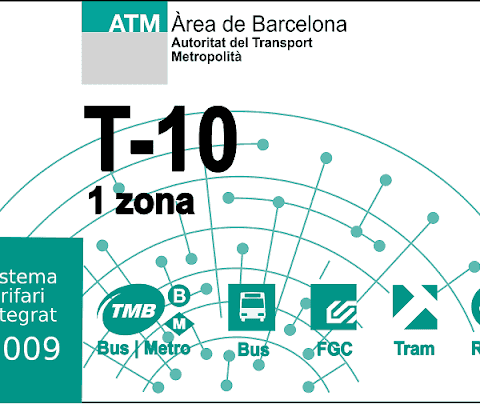 ATM Àrea de Barcelona
Autoritat del Transport
Metropolità
T-10
1 zona
istema
rifari
tegrat
009
TMB B
M
Bus | Metro Bus FGC Tram R